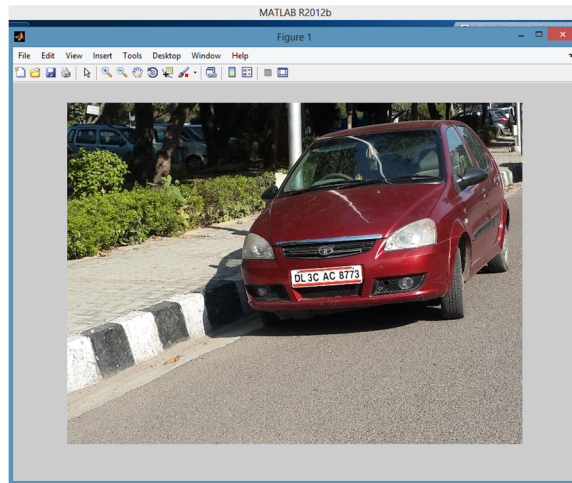 MATLAB R2012b
Figure 1
File Edit View Insert Tools Desktop Window Help
DL 3C AC 8773